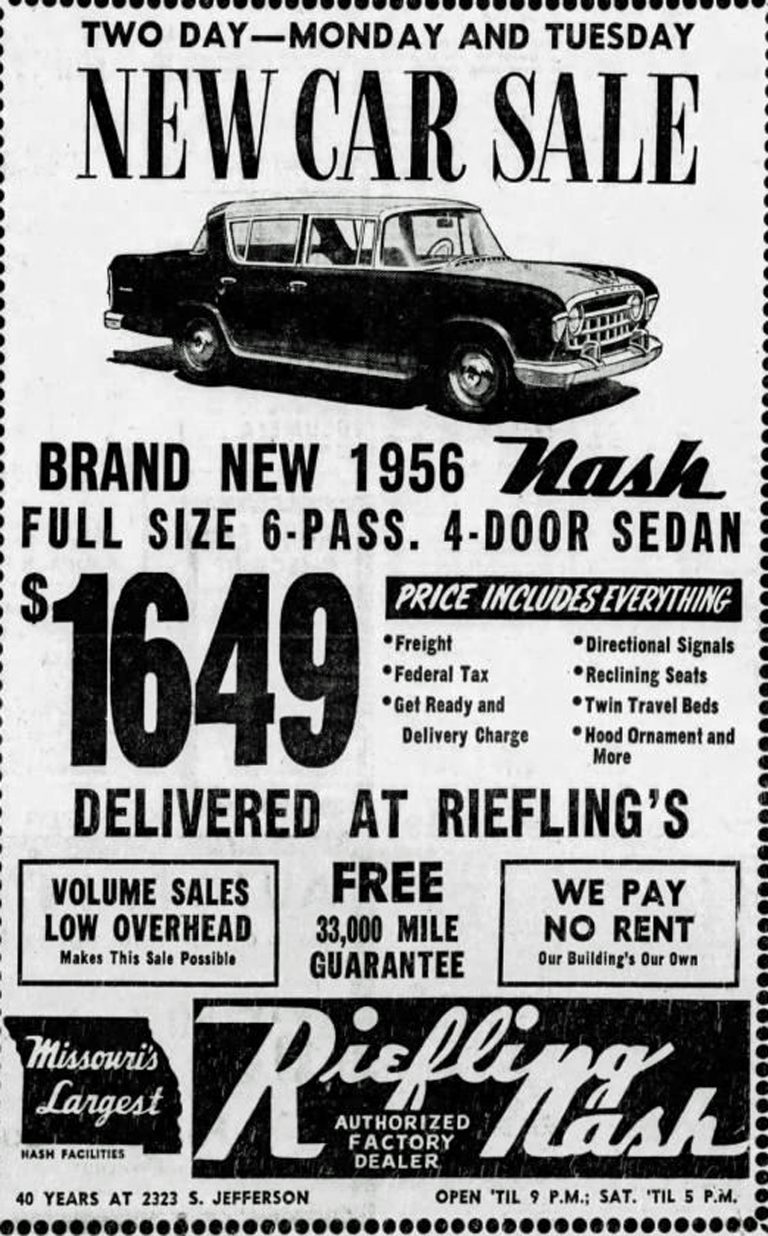 TWO DAY—MONDAY AND TUESDAY
NEW CAR SALE
BRAND NEW 1956 Nash
FULL SIZE 6-PASS. 4-DOOR SEDAN
$1649
PRICE INCLUDES EVERYTHING
•Freight
•Federal Tax
•Get Ready and
Delivery Charge
•Directional Signals
•Reclining Seats
•Twin Travel Beds
•Hood Ornament and
More
DELIVERED AT RIEFLING'S
VOLUME SALES
LOW OVERHEAD
Makes This Sale Possible
FREE
33,000 MILE
GUARANTEE
WE PAY
NO RENT
Our Building's Our Own
Missouri's
Largest
NASH FACILITIES
Riefling
Nash
AUTHORIZED
FACTORY
DEALER
40 YEARS AT 2323 S. JEFFERSON
OPEN 'TIL 9 P.M.; SAT. 'TIL 5 P.M.